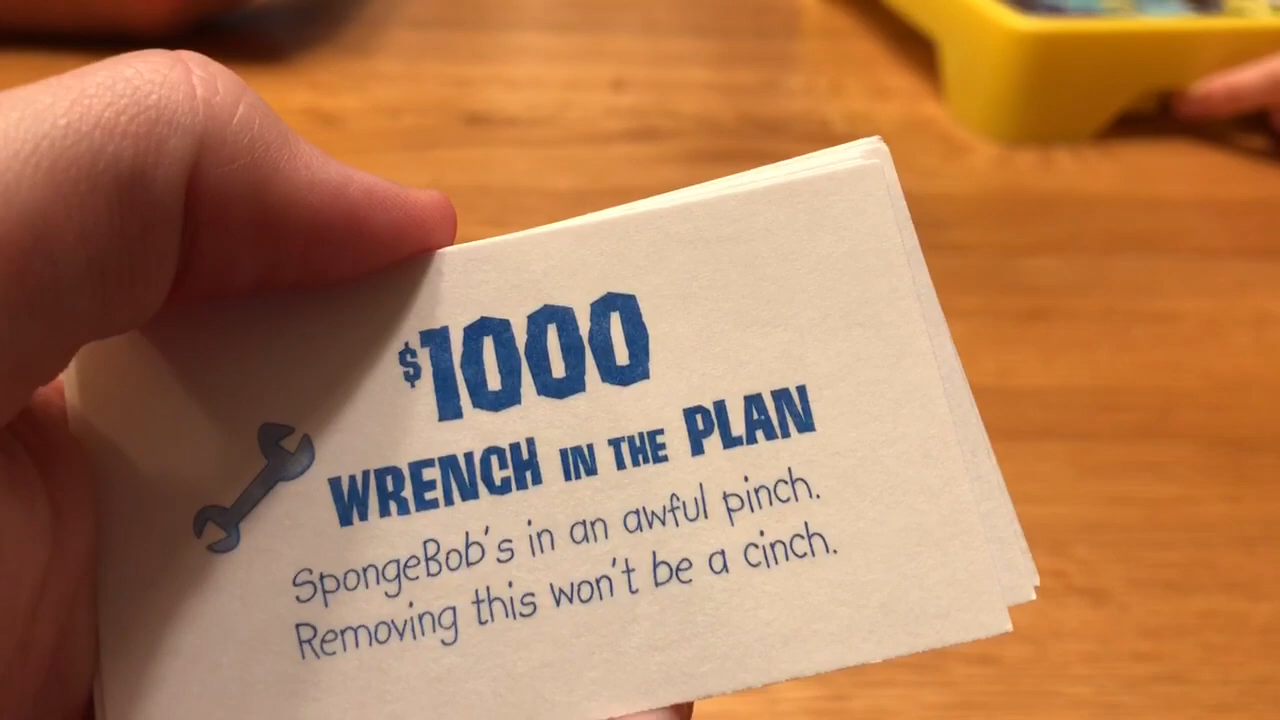 $1000
WRENCH IN THE PLAN
SpongeBob's in an awful pinch.
Removing this won't be a cinch.